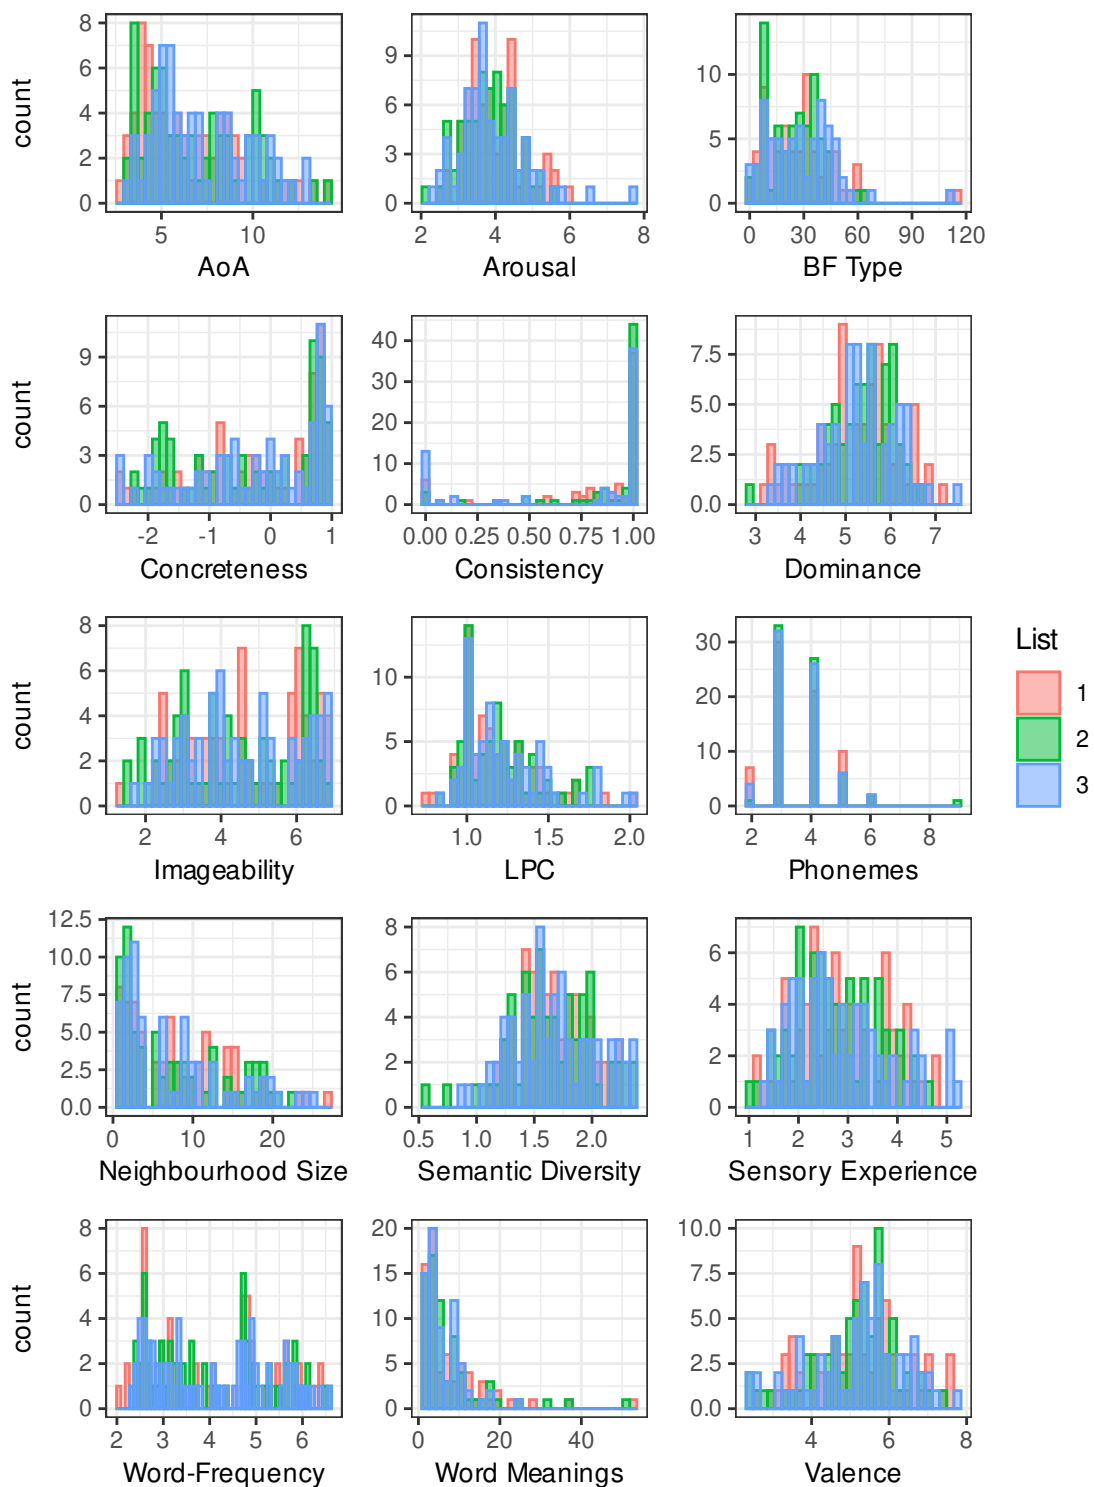 count
8
6
4
2
0
5 10
AoA
9
6
3
0
2 4 6 8
Arousal
10
5
0
0 30 60 90 120
BF Type
count
9
6
3
0
-2 -1 0 1
Concreteness
40
30
20
10
0
0.00 0.25 0.50 0.75 1.00
Consistency
7.5
5.0
2.5
0.0
3 4 5 6 7
Dominance
count
8
6
4
2
0
2 4 6
Imageability
10
5
0
1.0 1.5 2.0
LPC
30
20
10
0
2 4 6 8
Phonemes
List
1
2
3
count
12.5
10.0
7.5
5.0
2.5
0.0
0 10 20
Neighbourhood Size
8
6
4
2
0
0.5 1.0 1.5 2.0
Semantic Diversity
6
4
2
0
1 2 3 4 5
Sensory Experience
count
8
6
4
2
0
2 3 4 5 6
Word-Frequency
20
15
10
5
0
0 20 40
Word Meanings
10.0
7.5
5.0
2.5
0.0
4 6 8
Valence